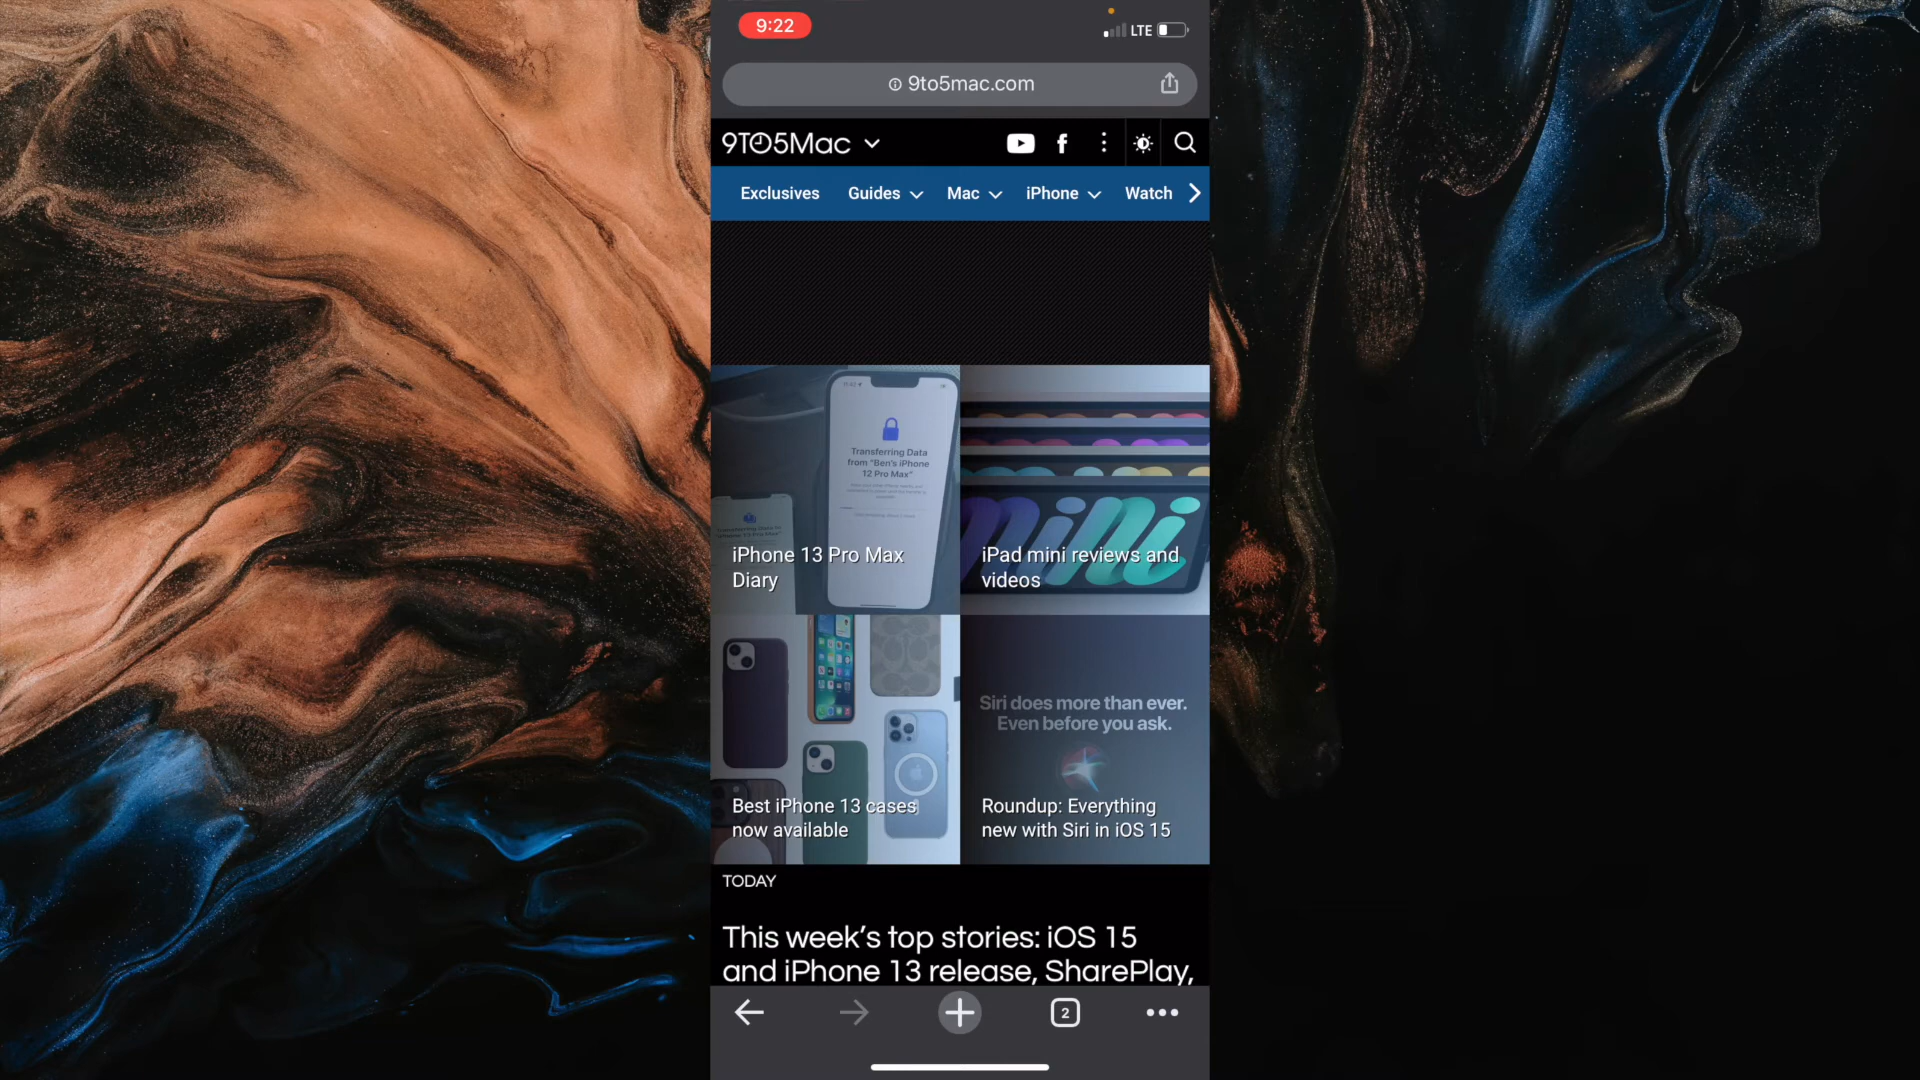 9:22
LTE
9to5mac.com
9TO5Mac
Exclusives
Guides
Mac
iPhone
Watch
Transferring Data
from "Ben's iPhone
12 Pro Max"
iPhone 13 Pro Max
Diary
mini
iPad mini reviews and
videos
Best iPhone 13 cases
now available
Siri does more than ever.
Even before you ask.
Roundup: Everything
new with Siri in iOS 15
TODAY
This week's top stories: iOS 15
and iPhone 13 release, SharePlay,
2